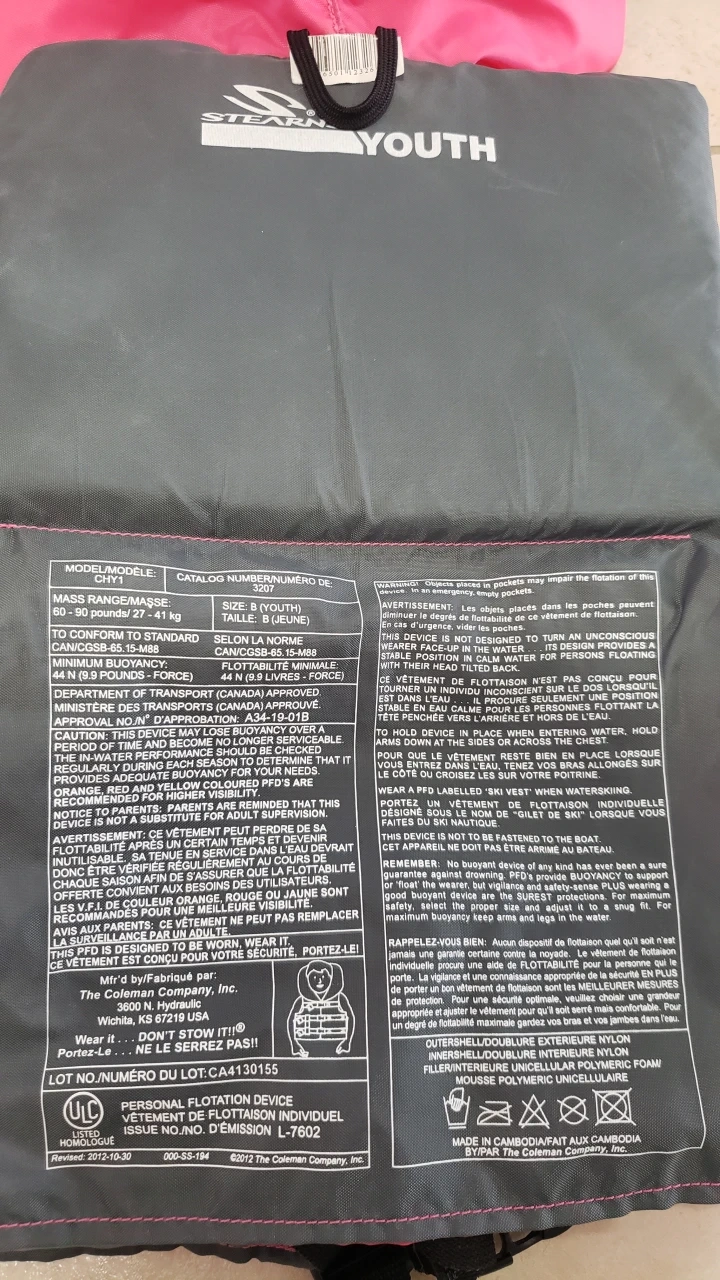 STEARNS®
YOUTH
MODEL/MODÈLE:
CHY1
CATALOG NUMBER/NUMÉRO DE:
3207
MASS RANGE/MASSE:
60 - 90 pounds/ 27 - 41 kg
SIZE: B (YOUTH)
TAILLE: B (JEUNE)
TO CONFORM TO STANDARD
CAN/CGSB-65.15-M88
SELON LA NORME
CAN/CGSB-65.15-M88
MINIMUM BUOYANCY:
44 N (9.9 POUNDS - FORCE)
FLOTTABILITÉ MINIMALE:
44 N (9.9 LIVRES - FORCE)
DEPARTMENT OF TRANSPORT (CANADA) APPROVED.
MINISTÈRE DES TRANSPORTS (CANADA) APPROUVÉ.
APPROVAL NO./N° D'APPROBATION: A34-19-01B
CAUTION: THIS DEVICE MAY LOSE BUOYANCY OVER A
PERIOD OF TIME AND BECOME NO LONGER SERVICEABLE.
THE IN-WATER PERFORMANCE SHOULD BE CHECKED
REGULARLY DURING EACH SEASON TO DETERMINE THAT IT
PROVIDES ADEQUATE BUOYANCY FOR YOUR NEEDS.
ORANGE, RED AND YELLOW COLOURED PFD'S ARE
RECOMMENDED FOR HIGHER VISIBILITY.
NOTICE TO PARENTS: PARENTS ARE REMINDED THAT THIS
DEVICE IS NOT A SUBSTITUTE FOR ADULT SUPERVISION.
AVERTISSEMENT: CE VÊTEMENT PEUT PERDRE DE SA
FLOTTABILITÉ APRÈS UN CERTAIN TEMPS ET DEVENIR
INUTILISABLE. SA TENUE EN SERVICE DANS L'EAU DEVRAIT
DONC ÊTRE VÉRIFIÉE RÉGULIÈREMENT AU COURS DE
CHAQUE SAISON AFIN DE S'ASSURER QUE LA FLOTTABILITÉ
OFFERTE CONVIENT AUX BESOINS DES UTILISATEURS.
LES V.F.I. DE COULEUR ORANGE, ROUGE OU JAUNE SONT
RECOMMANDÉS POUR UNE MEILLEURE VISIBILITÉ.
AVIS AUX PARENTS: CE VÊTEMENT NE PEUT PAS REMPLACER
LA SURVEILLANCE PAR UN ADULTE.
THIS PFD IS DESIGNED TO BE WORN, WEAR IT.
CE VÊTEMENT EST CONÇU POUR VOTRE SÉCURITÉ, PORTEZ-LE!
Mfr'd by/Fabriqué par:
The Coleman Company, Inc.
3600 N. Hydraulic
Wichita, KS 67219 USA
Wear it . . . DON'T STOW IT!!®
Portez-Le . . . NE LE SERREZ PAS!!
LOT NO./NUMÉRO DU LOT: CA4130155
ULC
LISTED
HOMOLOGUÉ
PERSONAL FLOTATION DEVICE
VÊTEMENT DE FLOTTAISON INDIVIDUEL
ISSUE NO./NO. D'ÉMISSION L-7602
Revised: 2012-10-30 000-SS-194 ©2012 The Coleman Company, Inc.
WARNING! Objects placed in pockets may impair the flotation of this
device. In an emergency, empty pockets.
AVERTISSEMENT: Les objets placés dans les poches peuvent
diminuer le degrés de flottabilité de ce vêtement de flottaison.
En cas d'urgence, vider les poches.
THIS DEVICE IS NOT DESIGNED TO TURN AN UNCONSCIOUS
WEARER FACE-UP IN THE WATER . . . ITS DESIGN PROVIDES A
STABLE POSITION IN CALM WATER FOR PERSONS FLOATING
WITH THEIR HEAD TILTED BACK.
CE VÊTEMENT DE FLOTTAISON N'EST PAS CONÇU POUR
TOURNER UN INDIVIDU INCONSCIENT SUR LE DOS LORSQU'IL
EST DANS L'EAU . . . IL PROCURE SEULEMENT UNE POSITION
STABLE EN EAU CALME POUR LES PERSONNES FLOTTANT LA
TÊTE PENCHÉE VERS L'ARRIÈRE ET HORS DE L'EAU.
TO HOLD DEVICE IN PLACE WHEN ENTERING WATER, HOLD
ARMS DOWN AT THE SIDES OR ACROSS THE CHEST.
POUR QUE LE VÊTEMENT RESTE BIEN EN PLACE LORSQUE
VOUS ENTREZ DANS L'EAU, TENEZ VOS BRAS ALLONGÉS SUR
LE CÔTÉ OU CROISEZ LES SUR VOTRE POITRINE.
WEAR A PFD LABELLED 'SKI VEST' WHEN WATERSKIING.
PORTEZ UN VÊTEMENT DE FLOTTAISON INDIVIDUELLE
DÉSIGNÉ SOUS LE NOM DE "GILET DE SKI" LORSQUE VOUS
FAITES DU SKI NAUTIQUE.
THIS DEVICE IS NOT TO BE FASTENED TO THE BOAT.
CET APPAREIL NE DOIT PAS ÊTRE ARRIMÉ AU BATEAU.
REMEMBER: No buoyant device of any kind has ever been a sure
guarantee against drowning. PFD's provide BUOYANCY to support
or 'float' the wearer, but vigilance and safety-sense PLUS wearing a
good buoyant device are the SUREST protections. For maximum
safety, select the proper size and adjust it to a snug fit. For
maximum buoyancy keep arms and legs in the water.
RAPPELEZ-VOUS BIEN: Aucun dispositif de flottaison quel qu'il soit n'est
jamais une garantie certaine contre la noyade. Le vêtement de flottaison
individuelle procure une aide de FLOTTABILITÉ pour la personne qui le
porte. La vigilance et une connaissance appropriée de la sécurité EN PLUS
de porter un bon vêtement de flottaison sont les MEILLEURER MESURES
de protection. Pour une sécurité optimale, veuillez choisir une grandeur
appropriée et ajuster le vêtement pour qu'il soit serré mais confortable. Pour
un degré de flottabilité maximale gardez vos bras et vos jambes dans l'eau.
OUTERSHELL/DOUBLURE EXTERIEURE NYLON
INNERSHELL/DOUBLURE INTERIEURE NYLON
FILLER/INTERIEURE UNICELLULAR POLYMERIC FOAM/
MOUSSE POLYMERIC UNICELLULAIRE
MADE IN CAMBODIA/FAIT AUX CAMBODIA
BY/PAR The Coleman Company, Inc.